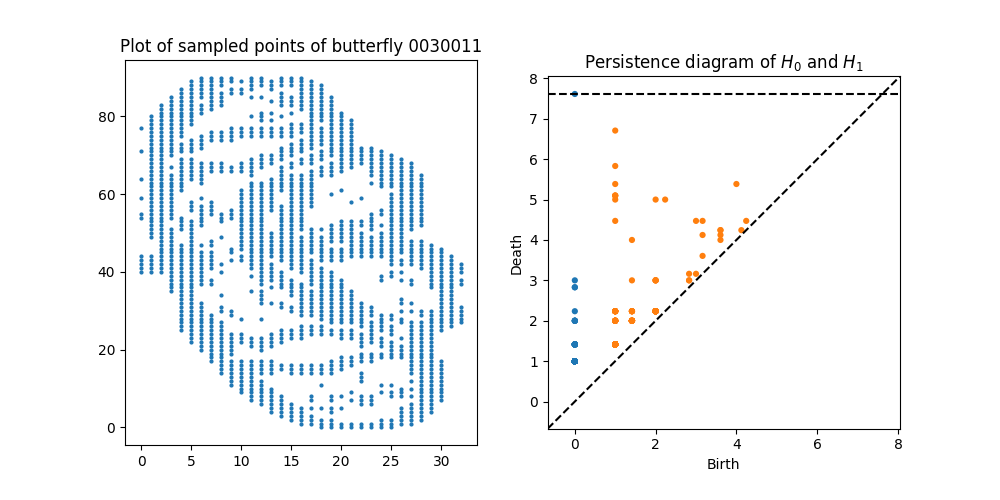 Plot of sampled points of butterfly 0030011
80
60
40
20
0
0 5 10 15 20 25 30
Persistence diagram of H₀ and H₁
8
7
6
5
4
3
2
1
0
Death
0 2 4 6 8
Birth